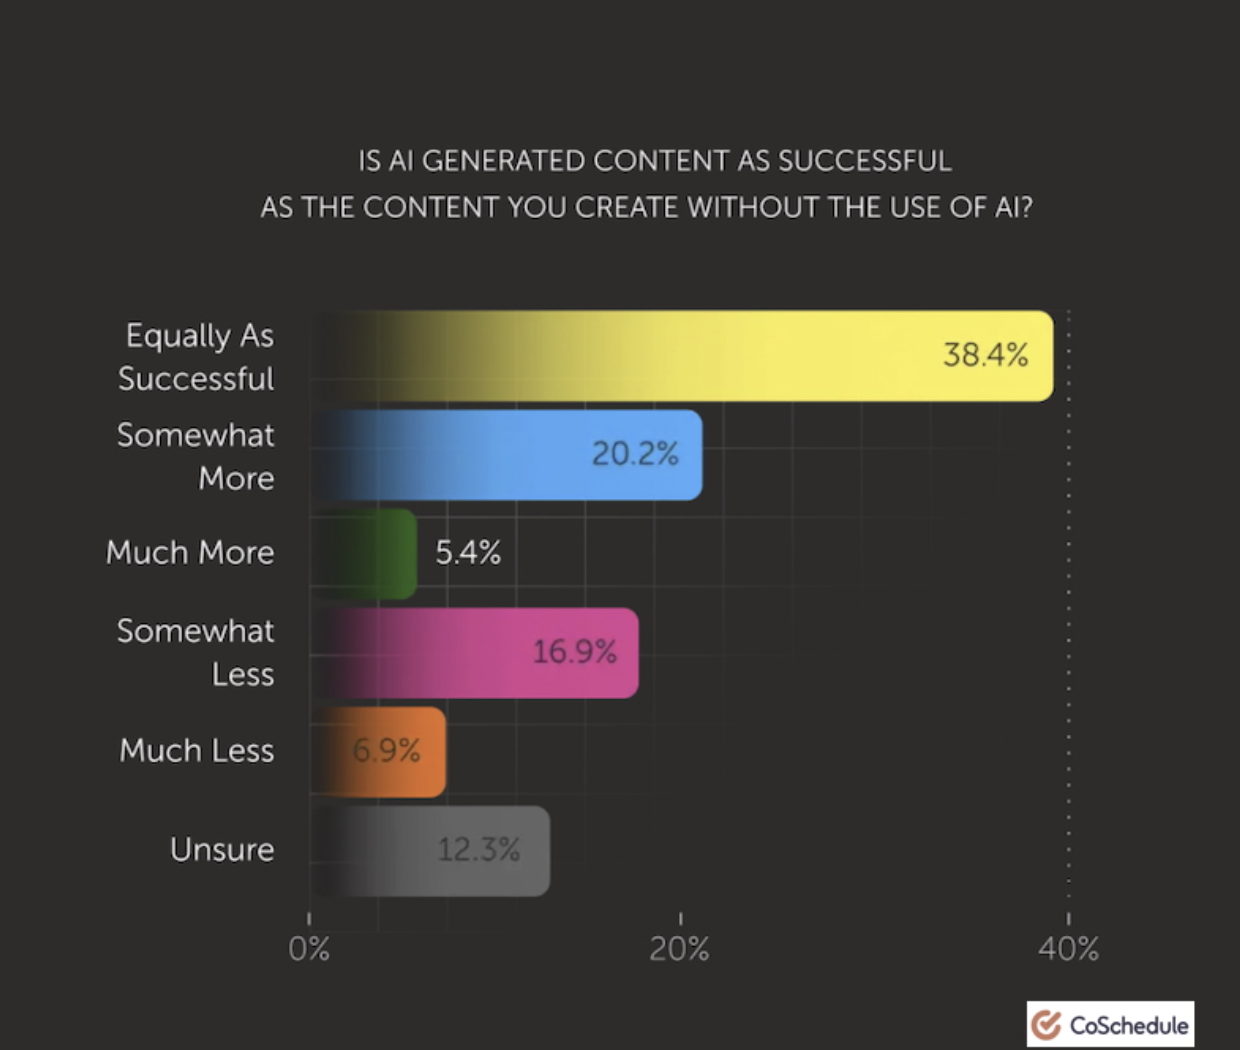 IS AI GENERATED CONTENT AS SUCCESSFUL
AS THE CONTENT YOU CREATE WITHOUT THE USE OF AI?
Equally As
Successful
38.4%
Somewhat
More
20.2%
Much More
5.4%
Somewhat
Less
16.9%
Much Less
6.9%
Unsure
12.3%
0%
20%
40%
CoSchedule